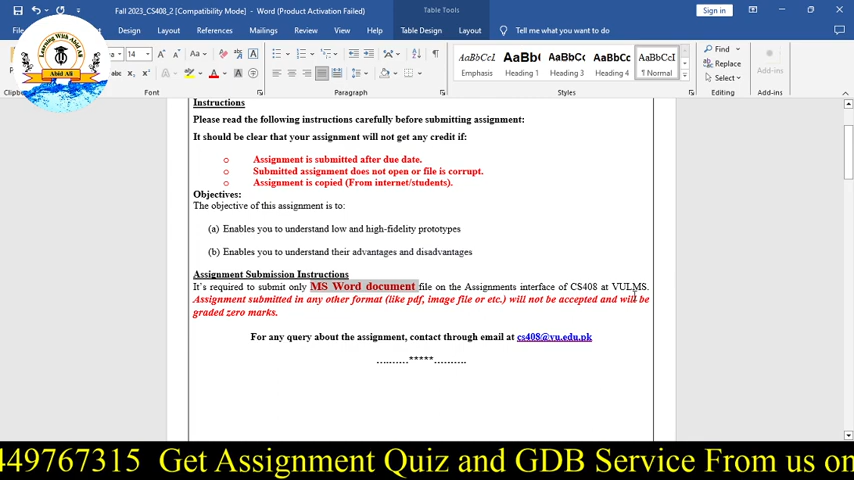 Fall 2023_CS408_2 [Compatibility Mode] - Word (Product Activation Failed)
Table Tools
Sign in
Design Layout References Mailings Review View Help Table Design Layout Tell me what you want to do
14 Aa
AaBbCcI AaBb( AaBbCc AaBbC( AaBbCcI
Emphasis Heading 1 Heading 3 Heading 4 ¶ Normal
Find
Replace
Select
Add-ins
Font Paragraph Styles Editing Add-ins
Learning With Abid Ali
Abid Ali
Instructions
Please read the following instructions carefully before submitting assignment:
It should be clear that your assignment will not get any credit if:
o Assignment is submitted after due date.
o Submitted assignment does not open or file is corrupt.
o Assignment is copied (From internet/students).
Objectives:
The objective of this assignment is to:
(a) Enables you to understand low and high-fidelity prototypes
(b) Enables you to understand their advantages and disadvantages
Assignment Submission Instructions
It's required to submit only MS Word document file on the Assignments interface of CS408 at VULMS.
Assignment submitted in any other format (like pdf, image file or etc.) will not be accepted and will be
graded zero marks.
For any query about the assignment, contact through email at cs408@vu.edu.pk
………*****……….
449767315 Get Assignment Quiz and GDB Service From us on